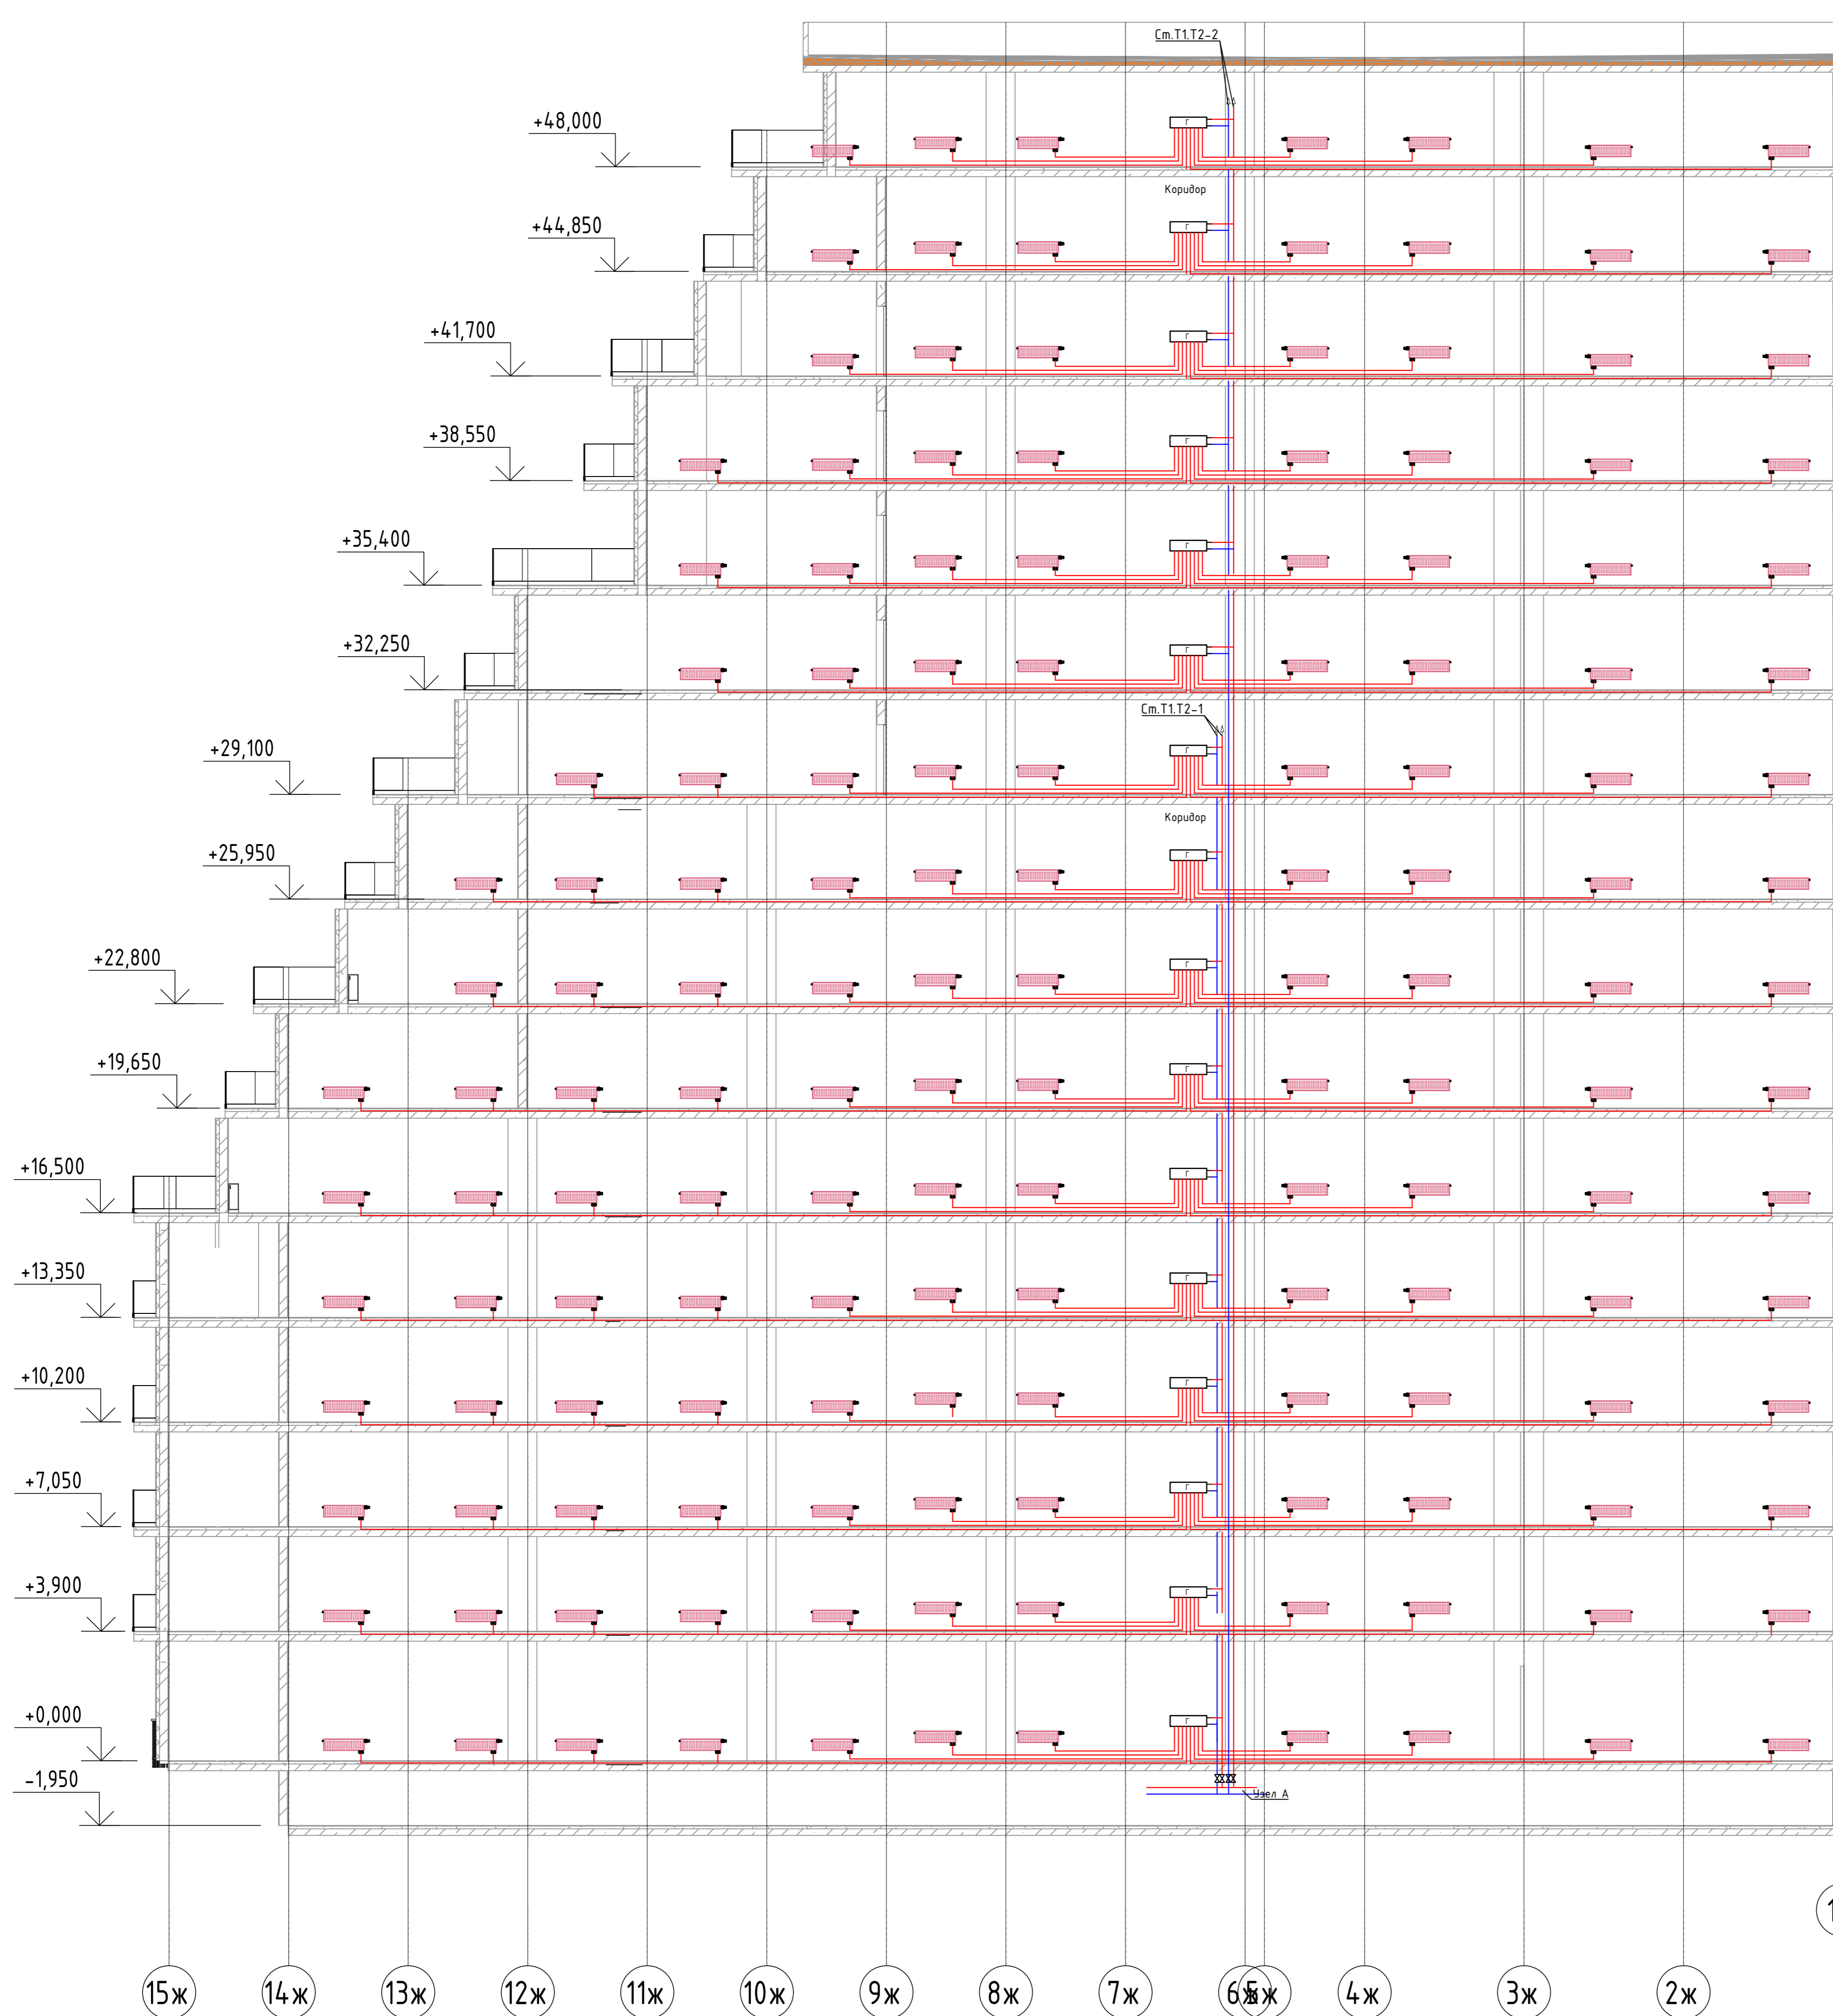 Ст.Т1.Т2-2
+48,000
Г
Коридор
+44,850
Г
+41,700
Г
+38,550
Г
+35,400
Г
+32,250
Г
Ст.Т1.Т2-1
+29,100
Г
Коридор
+25,950
Г
+22,800
Г
+19,650
Г
+16,500
Г
+13,350
Г
+10,200
Г
+7,050
Г
+3,900
Г
+0,000
Г
-1,950
Узел А
1
15ж 14ж 13ж 12ж 11ж 10ж 9ж 8ж 7ж 6ж 5ж 4ж 3ж 2ж